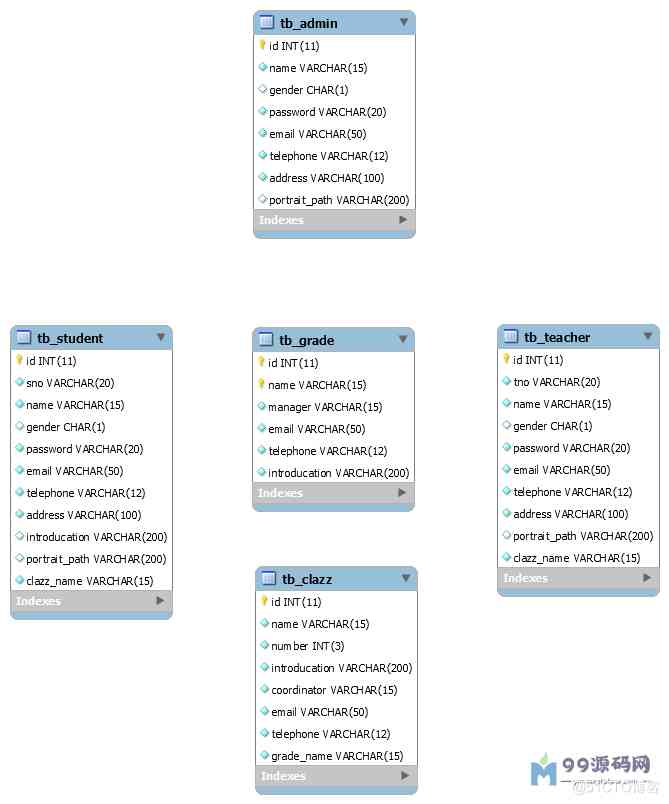 tb_admin
id INT(11)
name VARCHAR(15)
gender CHAR(1)
password VARCHAR(20)
email VARCHAR(50)
telephone VARCHAR(12)
address VARCHAR(100)
portrait_path VARCHAR(200)
Indexes
tb_student
id INT(11)
sno VARCHAR(20)
name VARCHAR(15)
gender CHAR(1)
password VARCHAR(20)
email VARCHAR(50)
telephone VARCHAR(12)
address VARCHAR(100)
introducation VARCHAR(200)
portrait_path VARCHAR(200)
clazz_name VARCHAR(15)
Indexes
tb_grade
id INT(11)
name VARCHAR(15)
manager VARCHAR(15)
email VARCHAR(50)
telephone VARCHAR(12)
introducation VARCHAR(200)
Indexes
tb_teacher
id INT(11)
tno VARCHAR(20)
name VARCHAR(15)
gender CHAR(1)
password VARCHAR(20)
email VARCHAR(50)
telephone VARCHAR(12)
address VARCHAR(100)
portrait_path VARCHAR(200)
clazz_name VARCHAR(15)
Indexes
tb_clazz
id INT(11)
name VARCHAR(15)
number INT(3)
introducation VARCHAR(200)
coordinator VARCHAR(15)
email VARCHAR(50)
telephone VARCHAR(12)
grade_name VARCHAR(15)
Indexes
99源码网
@51CTO博客